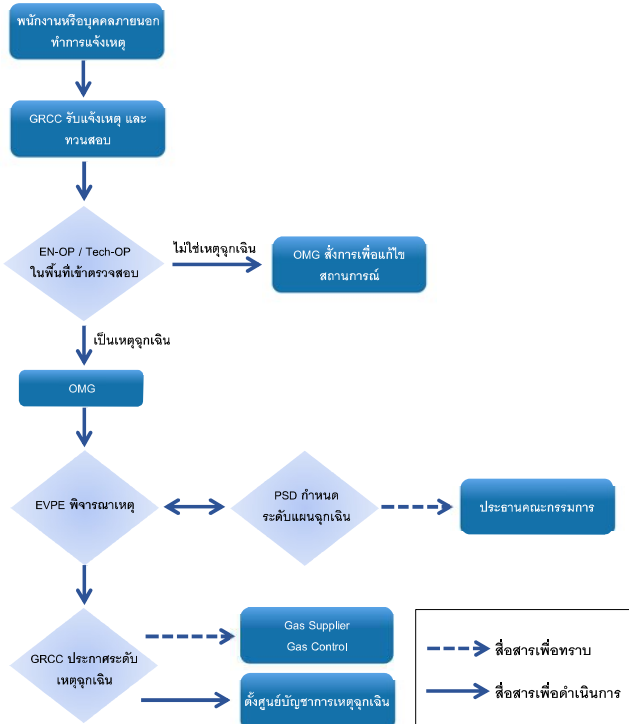 พนักงานหรือบุคคลภายนอก
ทำการแจ้งเหตุ
GRCC รับแจ้งเหตุ และ
ทวนสอบ
EN-OP / Tech-OP
ในพื้นที่เข้าตรวจสอบ
ไม่ใช่เหตุฉุกเฉิน
OMG สั่งการเพื่อแก้ไข
สถานการณ์
เป็นเหตุฉุกเฉิน
OMG
EVPE พิจารณาเหตุ
PSD กำหนด
ระดับแผนฉุกเฉิน
ประธานคณะกรรมการ
GRCC ประกาศระดับ
เหตุฉุกเฉิน
Gas Supplier
Gas Control
ตั้งศูนย์บัญชาการเหตุฉุกเฉิน
สื่อสารเพื่อทราบ
สื่อสารเพื่อดำเนินการ